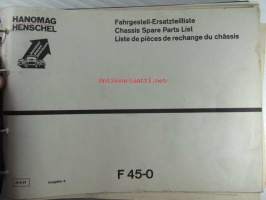 HANOMAG
HENSCHEL
Fahrgestell-Ersatzteilliste
Chassis Spare Parts List
Liste de pièces de rechange du châssis
F 45-0